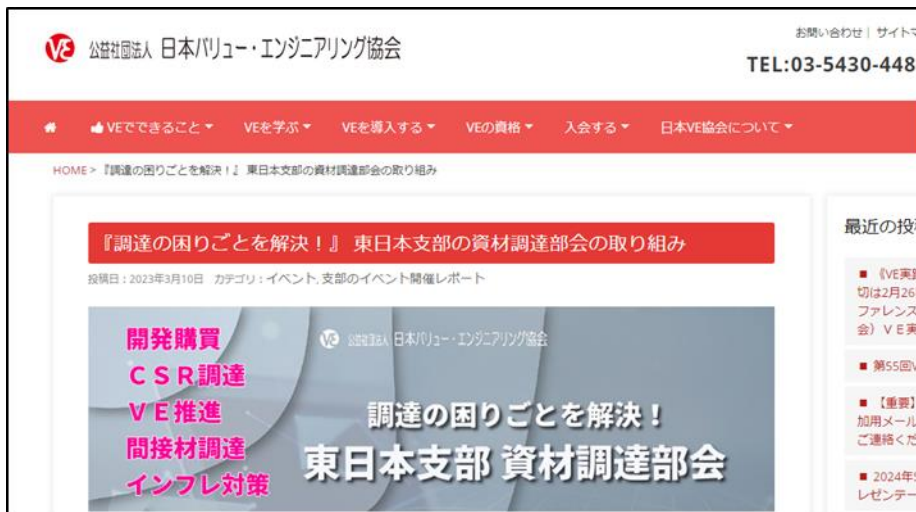 VE 公益社団法人 日本バリュー・エンジニアリング協会
お問い合わせ | サイトマ
TEL:03-5430-448
VEでできること VEを学ぶ VEを導入する VEの資格 入会する 日本VE協会について
HOME > 『調達の困りごとを解決！』 東日本支部の資材調達部会の取り組み
『調達の困りごとを解決！』 東日本支部の資材調達部会の取り組み
投稿日 : 2023年3月10日 カテゴリ : イベント, 支部のイベント開催レポート
VE 公益社団法人 日本バリュー・エンジニアリング協会
開発購買
ＣＳＲ調達
ＶＥ推進
間接材調達
インフレ対策
調達の困りごとを解決！
東日本支部 資材調達部会
最近の投稿
■ 《VE実践
切は2月26
ファレンス
会）ＶＥ実
■ 第55回V
■ 【重要】
加用メール
ご連絡くだ
■ 2024年S
レゼンテー